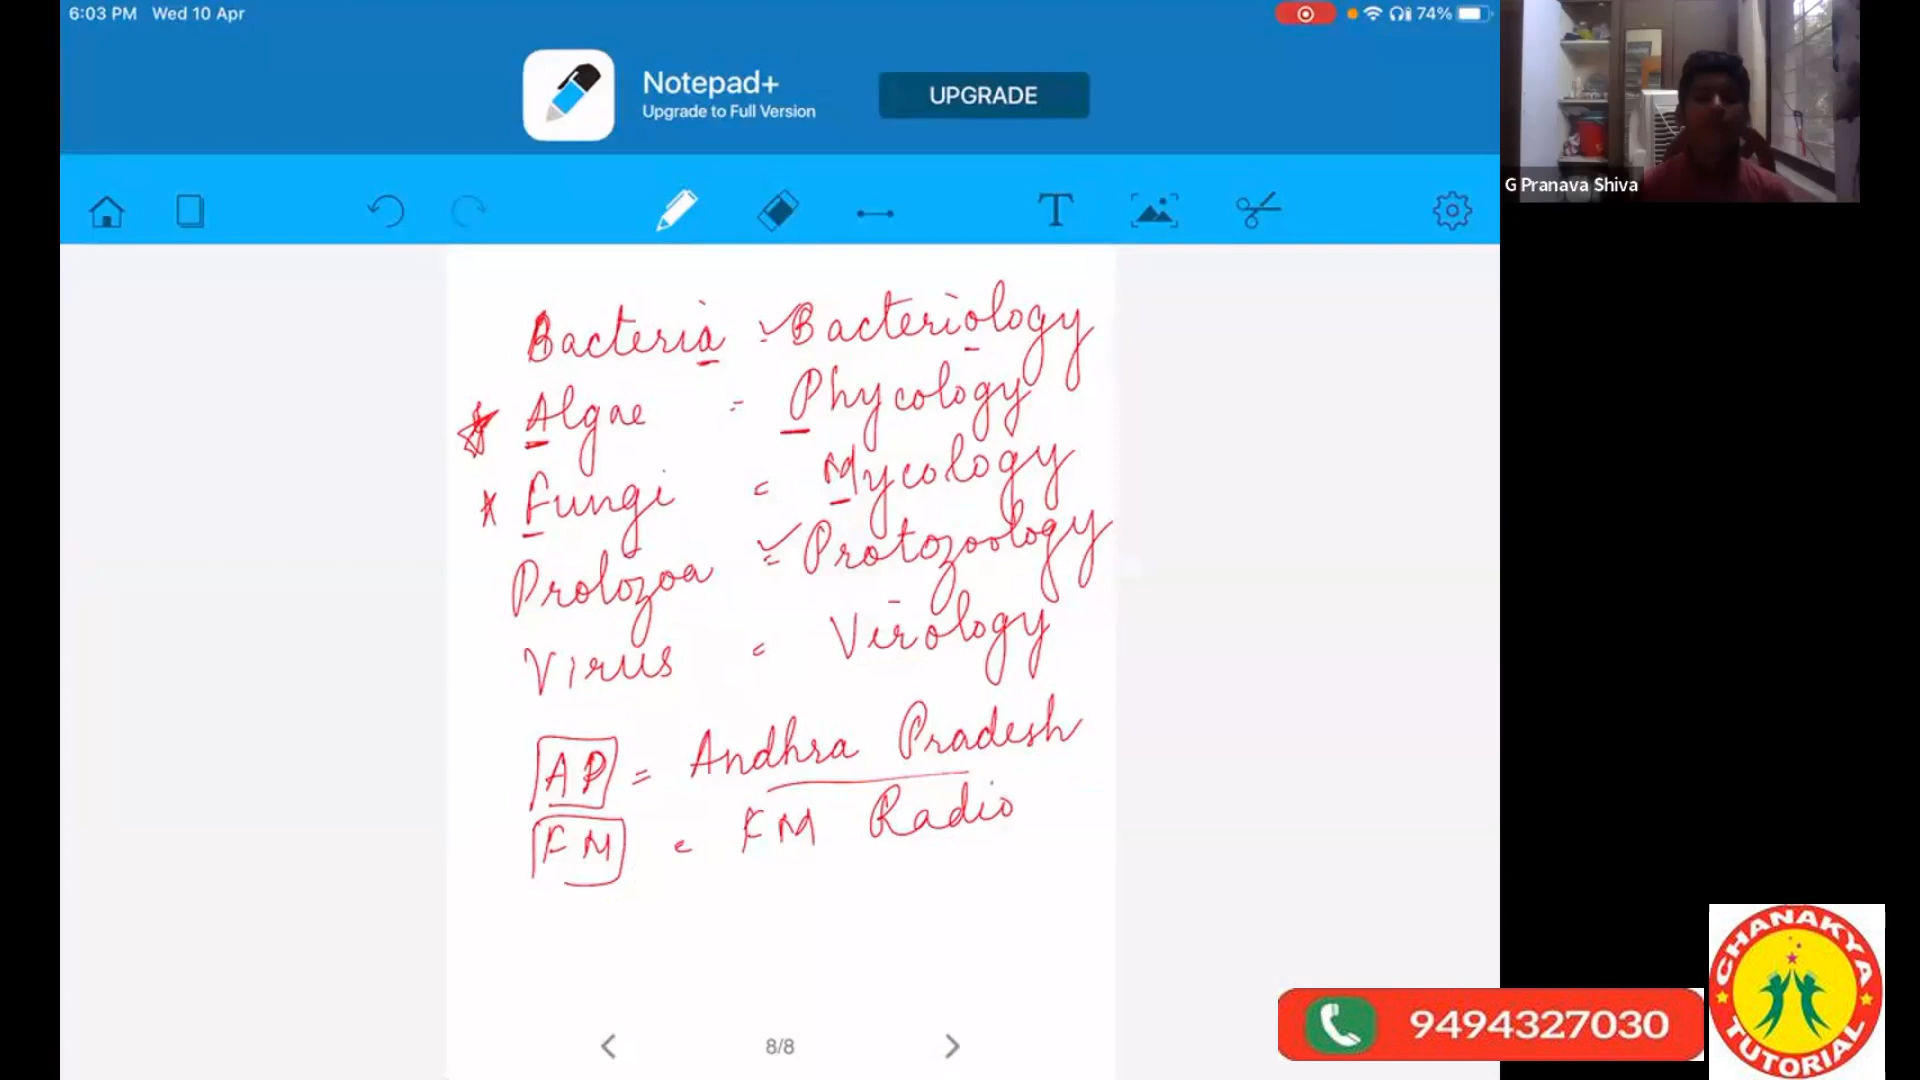 6:03 PM Wed 10 Apr
74%
Notepad+
Upgrade to Full Version
UPGRADE
T
G Pranava Shiva
Bacteria = Bacteriology
Algae = Phycology
Fungi = Mycology
Protozoa = Protozoology
Virus = Virology
AP = Andhra Pradesh
FM = FM Radio
8/8
9494327030
CHANAKYA
TUTORIAL